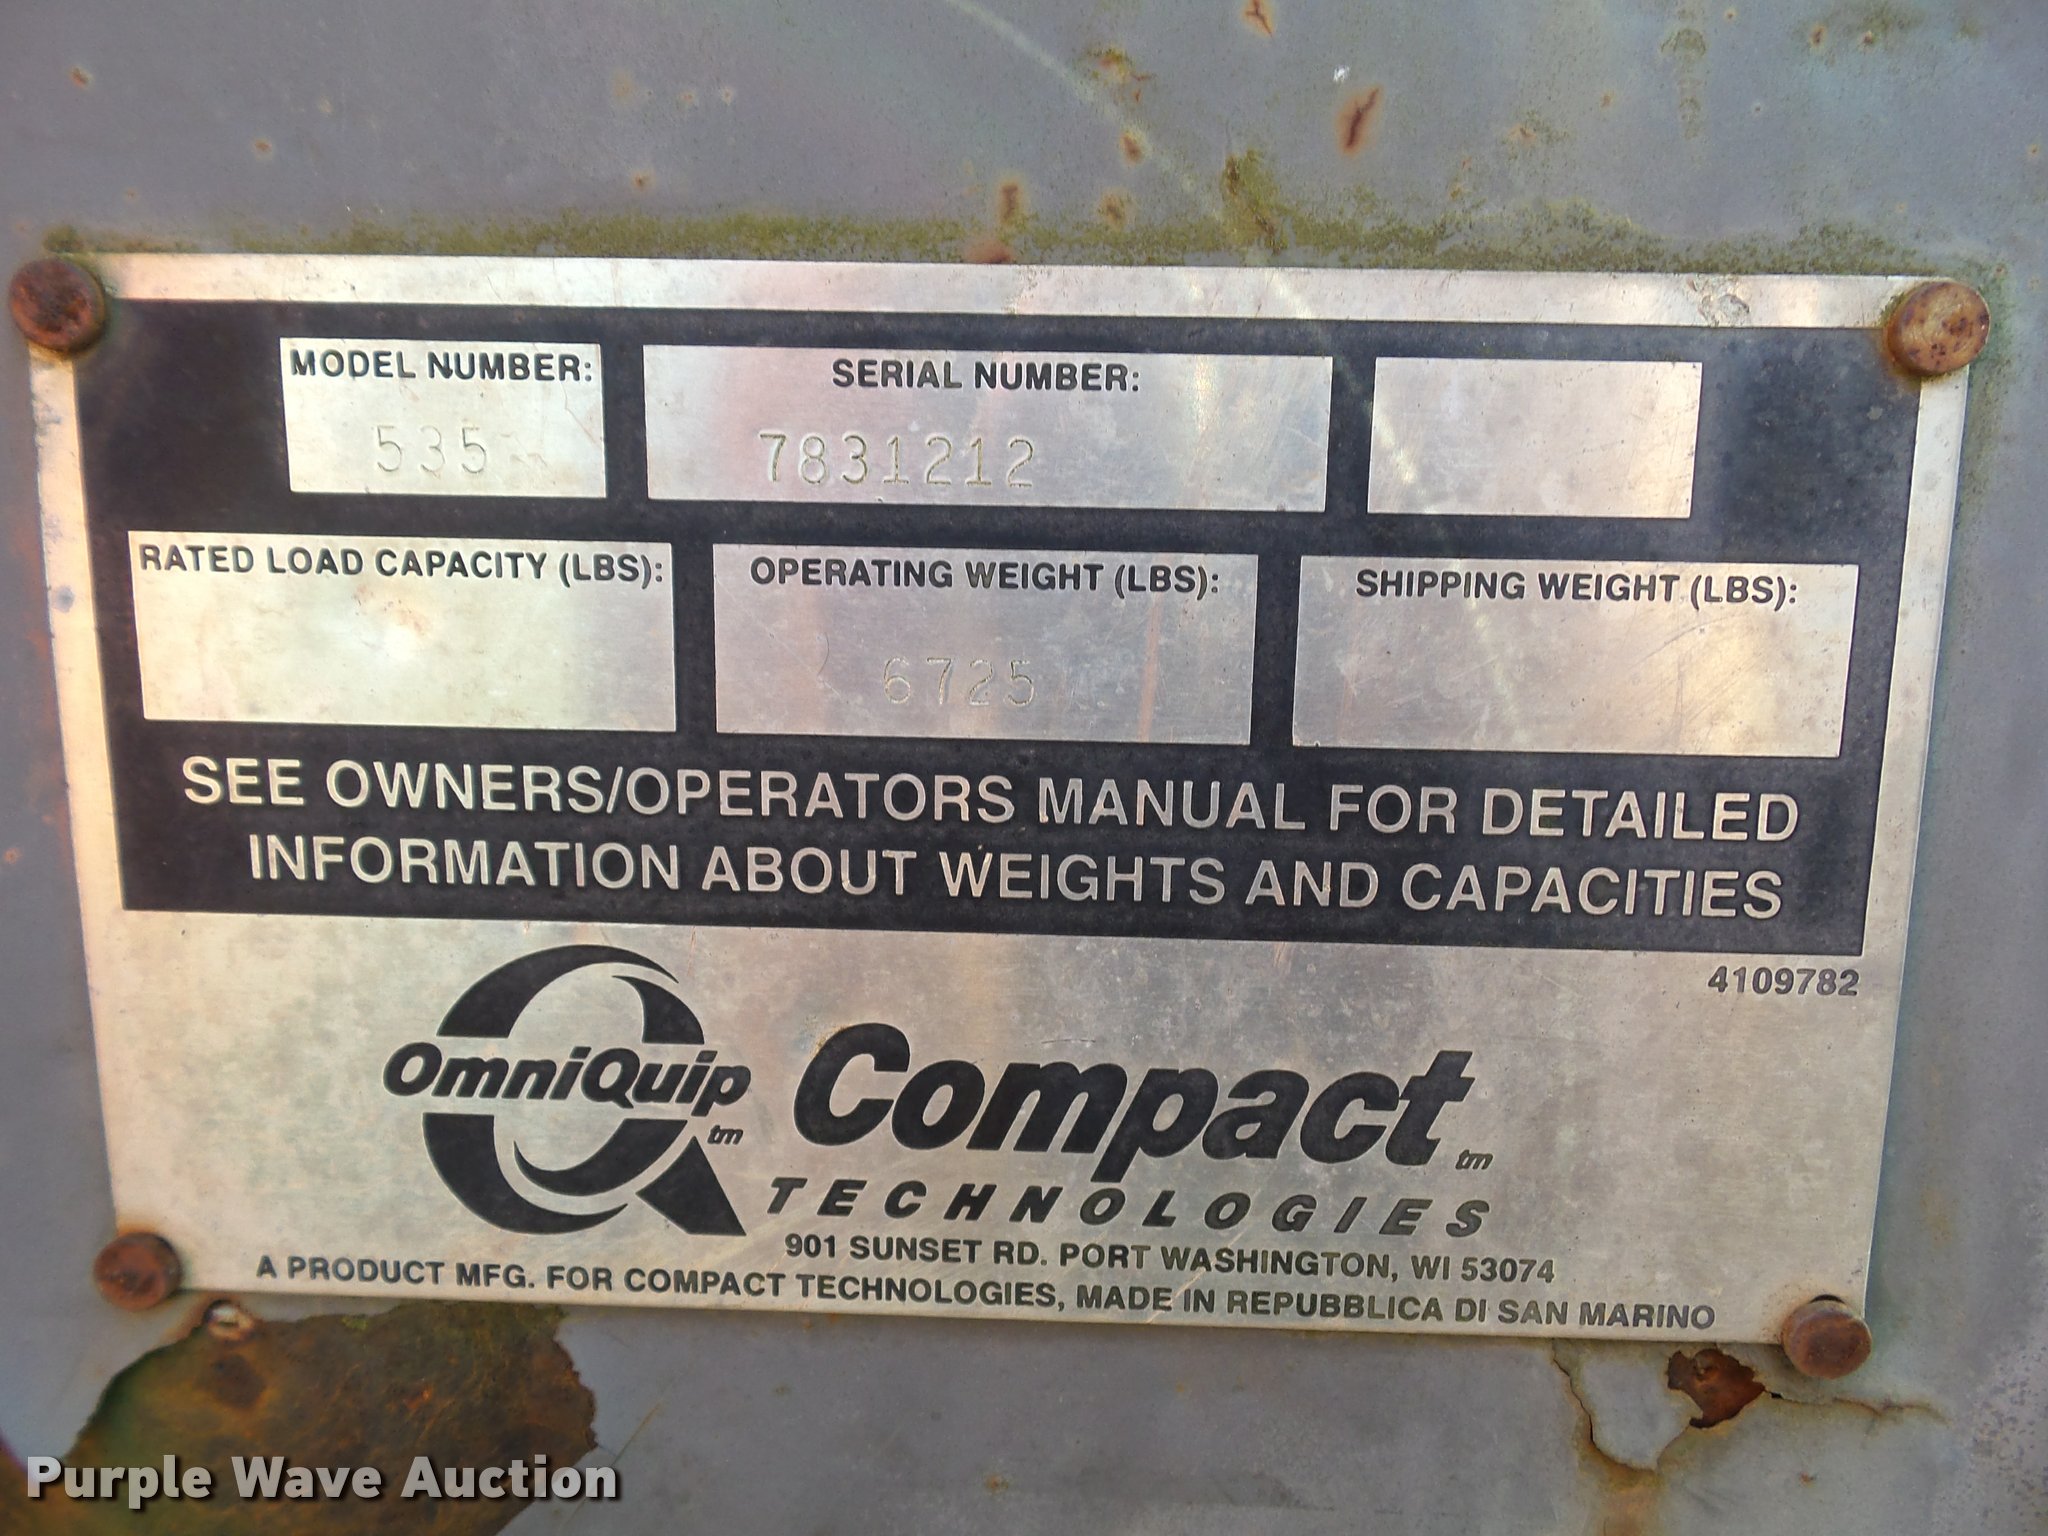 MODEL NUMBER:
535
SERIAL NUMBER:
7831212
RATED LOAD CAPACITY (LBS):
OPERATING WEIGHT (LBS):
6725
SHIPPING WEIGHT (LBS):
SEE OWNERS/OPERATORS MANUAL FOR DETAILED
INFORMATION ABOUT WEIGHTS AND CAPACITIES
4109782
OmniQuip tm
Compact tm
TECHNOLOGIES
901 SUNSET RD. PORT WASHINGTON, WI 53074
A PRODUCT MFG. FOR COMPACT TECHNOLOGIES, MADE IN REPUBBLICA DI SAN MARINO
Purple Wave Auction